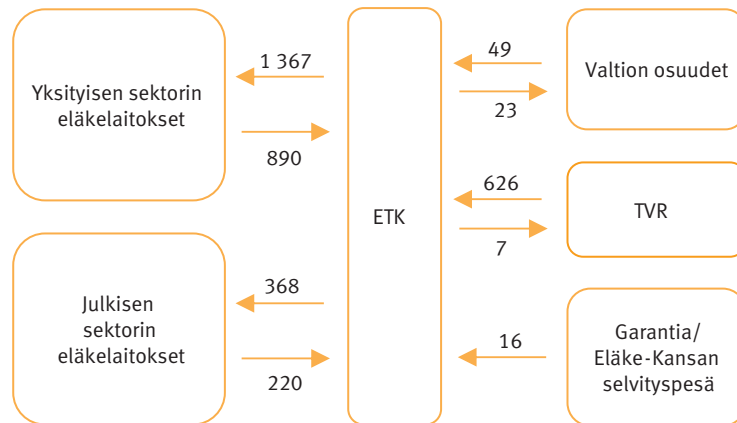 1 367
Yksityisen sektorin
eläkelaitokset
890
Julkisen
sektorin
eläkelaitokset
368
220
ETK
49
23
Valtion osuudet
626
7
TVR
16
Garantia/
Eläke-Kansan
selvityspesä